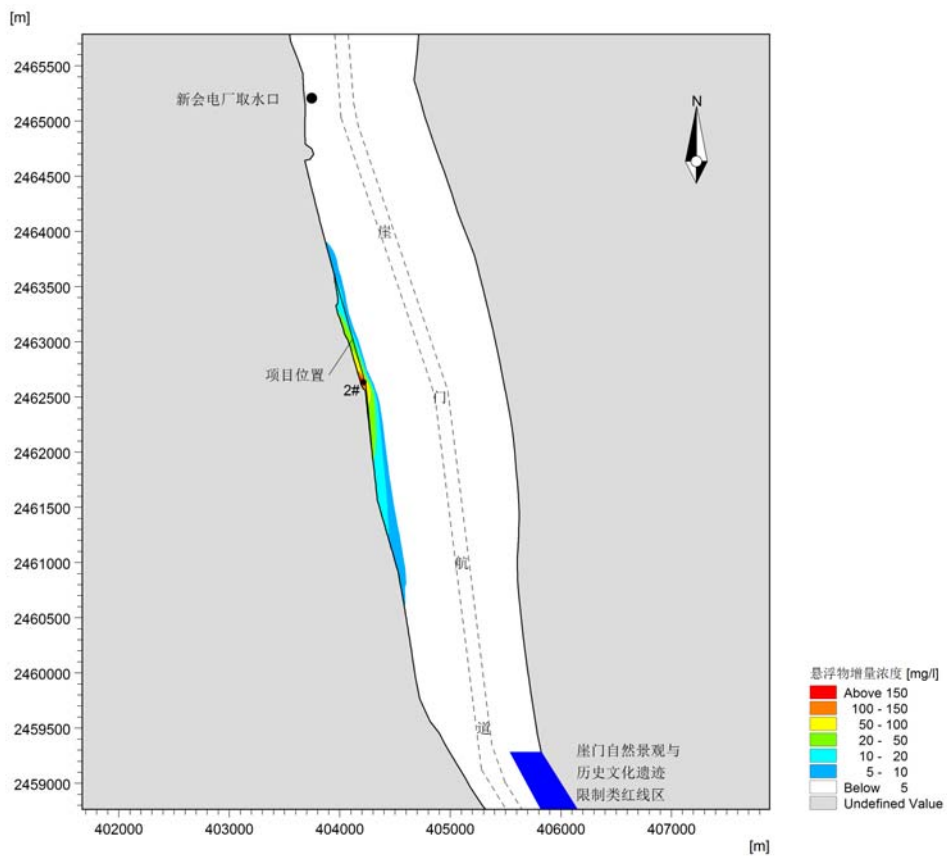 [m]
2465500
新会电厂取水口
N
2465000
2464500
2464000
崖
2463500
2463000
项目位置
2#
2462500
门
2462000
2461500
2461000
航
2460500
2460000
悬浮物增量浓度 [mg/l]
Above 150
100 - 150
50 - 100
20 - 50
10 - 20
5 - 10
Below 5
Undefined Value
2459500
道
崖门自然景观与
历史文化遗迹
限制类红线区
2459000
402000 403000 404000 405000 406000 407000
[m]